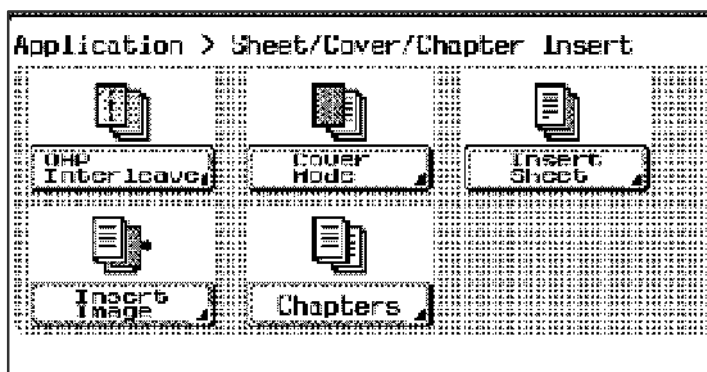 Application > Sheet/Cover/Chapter Insert
OHP
Interleave
Cover
Mode
Insert
Sheet
Insert
Image
Chapters